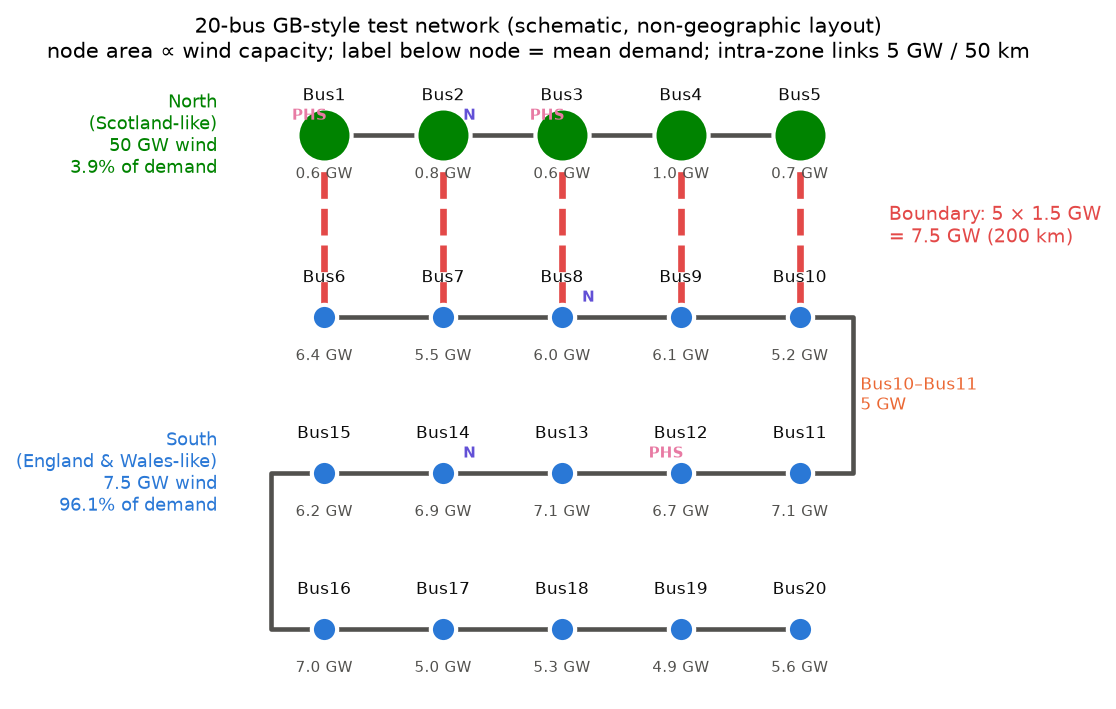 20-bus GB-style test network (schematic, non-geographic layout)
node area ∝ wind capacity; label below node = mean demand; intra-zone links 5 GW / 50 km
North
(Scotland-like)
50 GW wind
3.9% of demand
Bus1 Bus2 Bus3 Bus4 Bus5
PHS N PHS
0.6 GW 0.8 GW 0.6 GW 1.0 GW 0.7 GW
Boundary: 5 × 1.5 GW
= 7.5 GW (200 km)
Bus6 Bus7 Bus8 Bus9 Bus10
N
6.4 GW 5.5 GW 6.0 GW 6.1 GW 5.2 GW
Bus10–Bus11
5 GW
South
(England & Wales-like)
7.5 GW wind
96.1% of demand
Bus15 Bus14 Bus13 Bus12 Bus11
N PHS
6.2 GW 6.9 GW 7.1 GW 6.7 GW 7.1 GW
Bus16 Bus17 Bus18 Bus19 Bus20
7.0 GW 5.0 GW 5.3 GW 4.9 GW 5.6 GW